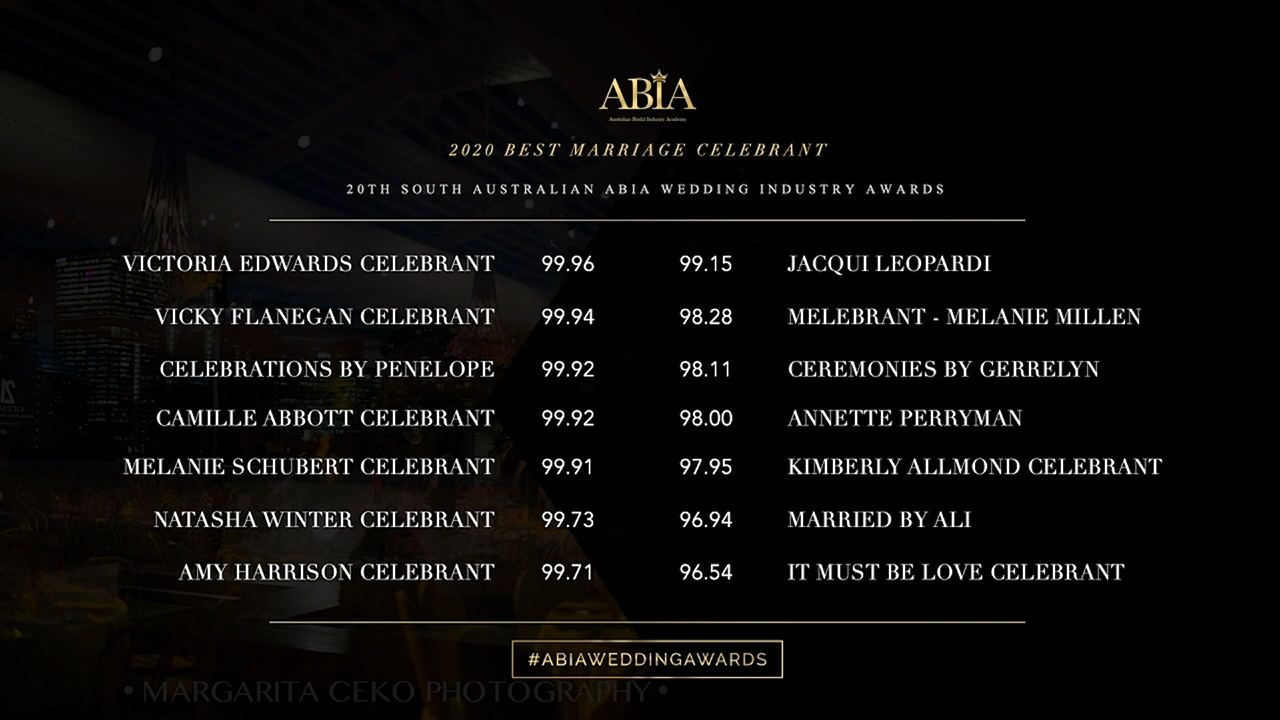 ABIA
Australian Bridal Industry Academy
2020 BEST MARRIAGE CELEBRANT
20TH SOUTH AUSTRALIAN ABIA WEDDING INDUSTRY AWARDS
VICTORIA EDWARDS CELEBRANT 99.96 99.15 JACQUI LEOPARDI
VICKY FLANEGAN CELEBRANT 99.94 98.28 MELEBRANT - MELANIE MILLEN
CELEBRATIONS BY PENELOPE 99.92 98.11 CEREMONIES BY GERRELYN
CAMILLE ABBOTT CELEBRANT 99.92 98.00 ANNETTE PERRYMAN
MELANIE SCHUBERT CELEBRANT 99.91 97.95 KIMBERLY ALLMOND CELEBRANT
NATASHA WINTER CELEBRANT 99.73 96.94 MARRIED BY ALI
AMY HARRISON CELEBRANT 99.71 96.54 IT MUST BE LOVE CELEBRANT
#ABIAWEDDINGAWARDS
• MARGARITA CEKO PHOTOGRAPHY •